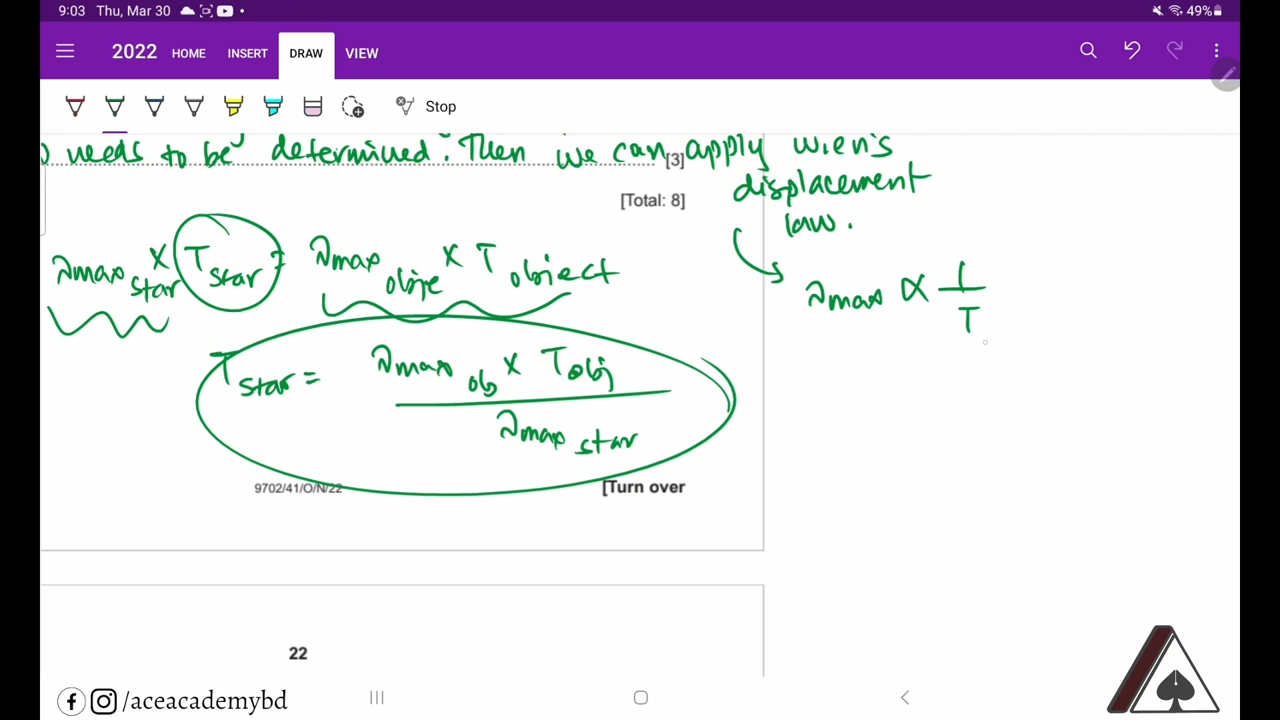 9:03 Thu, Mar 30 49%
2022 HOME INSERT DRAW VIEW
Stop
needs to be determined. Then we can apply wien's
[3]
displacement
law.
[Total: 8]
λmax star × T star = λmax obje × T object
λmax ∝ 1/T
T star = λmax ob × T obj / λmax star
9702/41/O/N/22 [Turn over
22
/aceacademybd